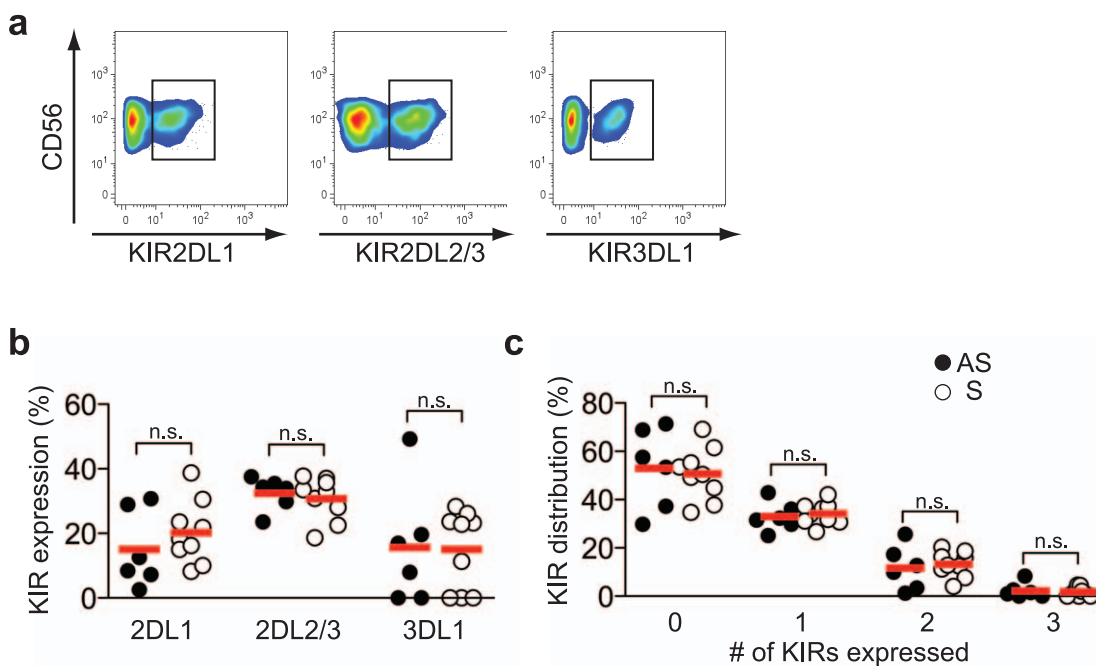 a
CD56
10³
10²
10¹
0
0 10¹ 10² 10³
KIR2DL1
10³
10²
10¹
0
0 10¹ 10² 10³
KIR2DL2/3
10³
10²
10¹
0
0 10¹ 10² 10³
KIR3DL1
b
KIR expression (%)
60
40
20
0
n.s.
n.s.
n.s.
2DL1 2DL2/3 3DL1
c
AS
S
KIR distribution (%)
80
60
40
20
0
n.s.
n.s.
n.s.
n.s.
0 1 2 3
# of KIRs expressed